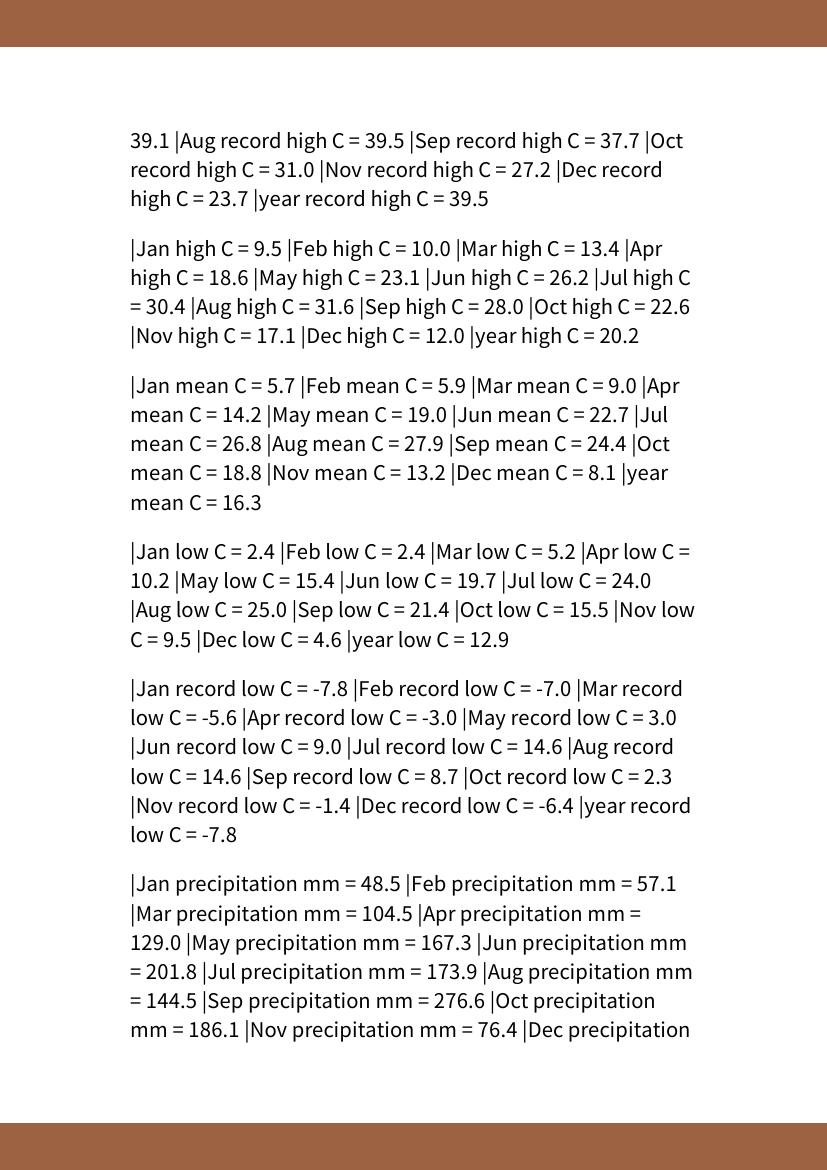 39.1 |Aug record high C = 39.5 |Sep record high C = 37.7 |Oct
record high C = 31.0 |Nov record high C = 27.2 |Dec record
high C = 23.7 |year record high C = 39.5
|Jan high C = 9.5 |Feb high C = 10.0 |Mar high C = 13.4 |Apr
high C = 18.6 |May high C = 23.1 |Jun high C = 26.2 |Jul high C
= 30.4 |Aug high C = 31.6 |Sep high C = 28.0 |Oct high C = 22.6
|Nov high C = 17.1 |Dec high C = 12.0 |year high C = 20.2
|Jan mean C = 5.7 |Feb mean C = 5.9 |Mar mean C = 9.0 |Apr
mean C = 14.2 |May mean C = 19.0 |Jun mean C = 22.7 |Jul
mean C = 26.8 |Aug mean C = 27.9 |Sep mean C = 24.4 |Oct
mean C = 18.8 |Nov mean C = 13.2 |Dec mean C = 8.1 |year
mean C = 16.3
|Jan low C = 2.4 |Feb low C = 2.4 |Mar low C = 5.2 |Apr low C =
10.2 |May low C = 15.4 |Jun low C = 19.7 |Jul low C = 24.0
|Aug low C = 25.0 |Sep low C = 21.4 |Oct low C = 15.5 |Nov low
C = 9.5 |Dec low C = 4.6 |year low C = 12.9
|Jan record low C = -7.8 |Feb record low C = -7.0 |Mar record
low C = -5.6 |Apr record low C = -3.0 |May record low C = 3.0
|Jun record low C = 9.0 |Jul record low C = 14.6 |Aug record
low C = 14.6 |Sep record low C = 8.7 |Oct record low C = 2.3
|Nov record low C = -1.4 |Dec record low C = -6.4 |year record
low C = -7.8
|Jan precipitation mm = 48.5 |Feb precipitation mm = 57.1
|Mar precipitation mm = 104.5 |Apr precipitation mm =
129.0 |May precipitation mm = 167.3 |Jun precipitation mm
= 201.8 |Jul precipitation mm = 173.9 |Aug precipitation mm
= 144.5 |Sep precipitation mm = 276.6 |Oct precipitation
mm = 186.1 |Nov precipitation mm = 76.4 |Dec precipitation